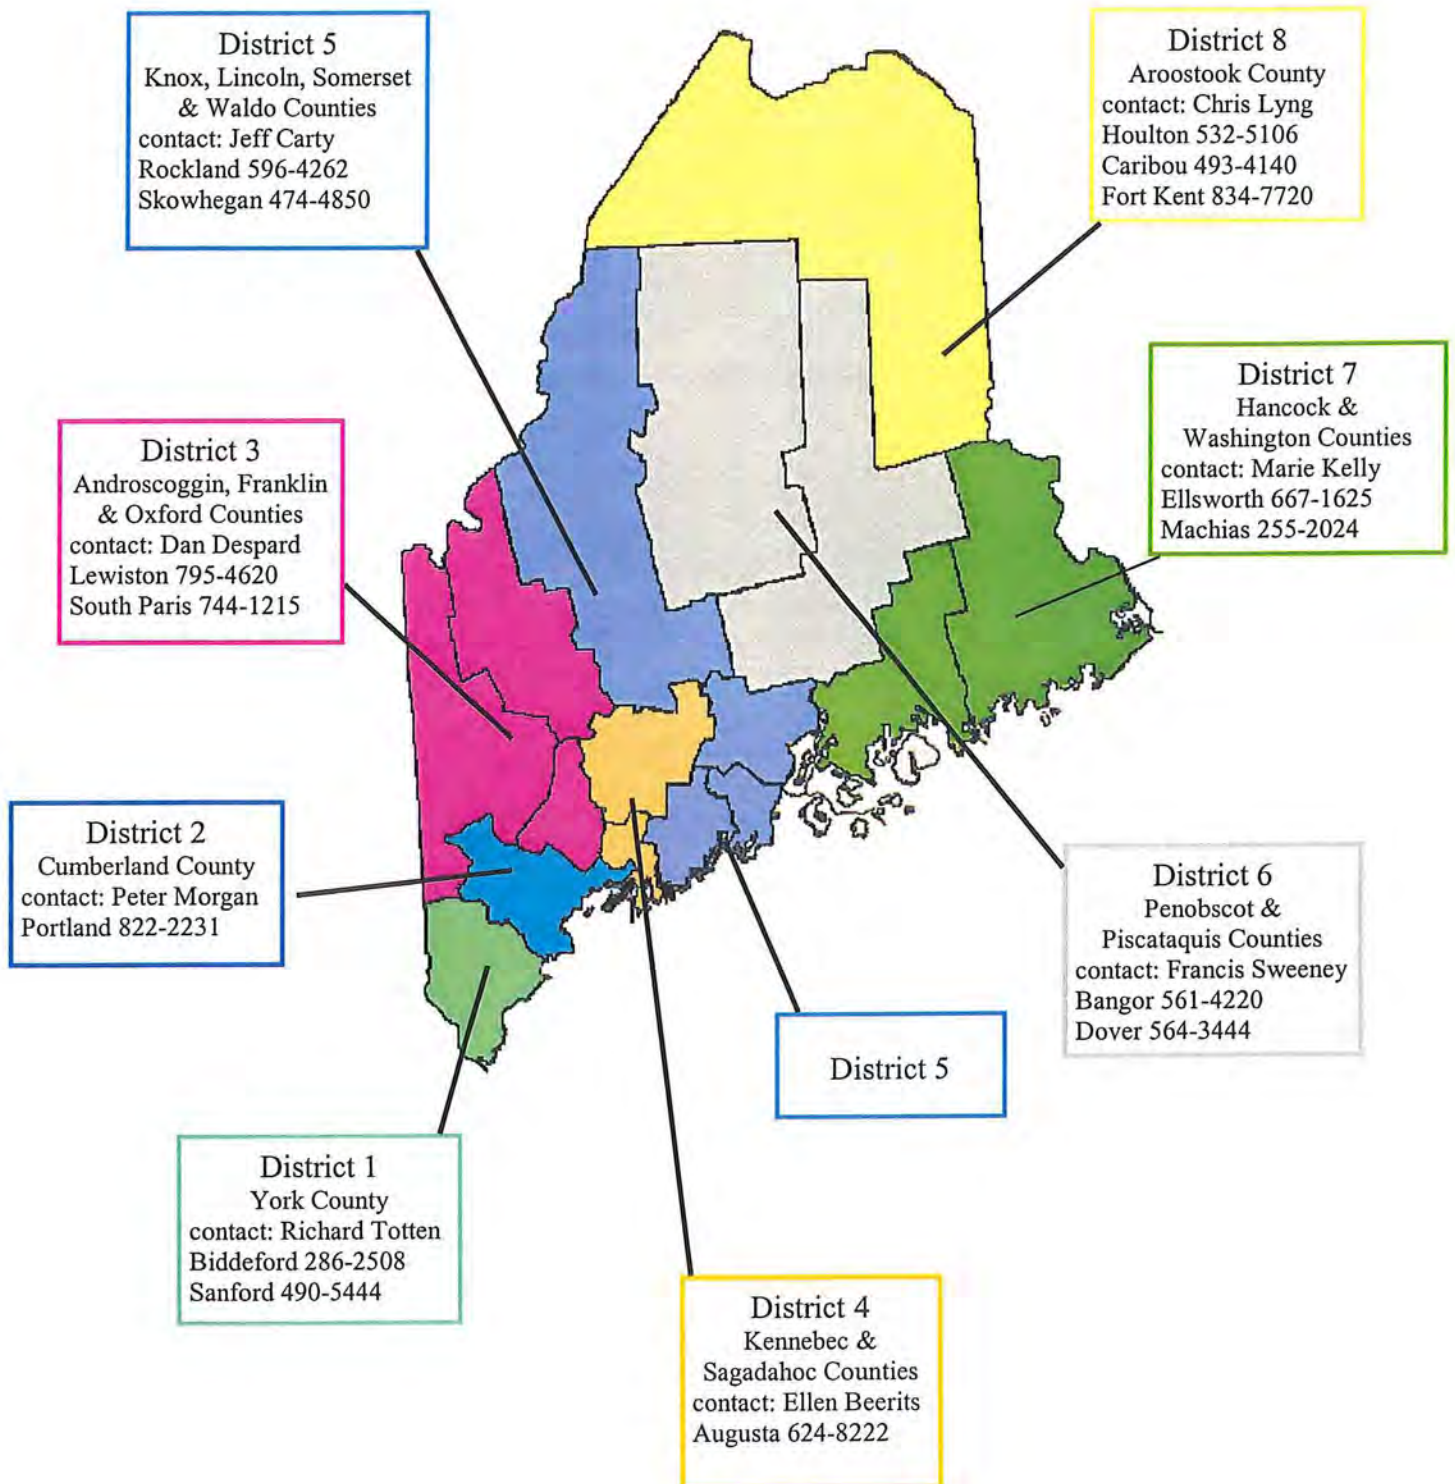 District 5
Knox, Lincoln, Somerset
& Waldo Counties
contact: Jeff Carty
Rockland 596-4262
Skowhegan 474-4850
District 8
Aroostook County
contact: Chris Lyng
Houlton 532-5106
Caribou 493-4140
Fort Kent 834-7720
District 7
Hancock &
Washington Counties
contact: Marie Kelly
Ellsworth 667-1625
Machias 255-2024
District 3
Androscoggin, Franklin
& Oxford Counties
contact: Dan Despard
Lewiston 795-4620
South Paris 744-1215
District 2
Cumberland County
contact: Peter Morgan
Portland 822-2231
District 6
Penobscot &
Piscataquis Counties
contact: Francis Sweeney
Bangor 561-4220
Dover 564-3444
District 5
District 1
York County
contact: Richard Totten
Biddeford 286-2508
Sanford 490-5444
District 4
Kennebec &
Sagadahoc Counties
contact: Ellen Beerits
Augusta 624-8222